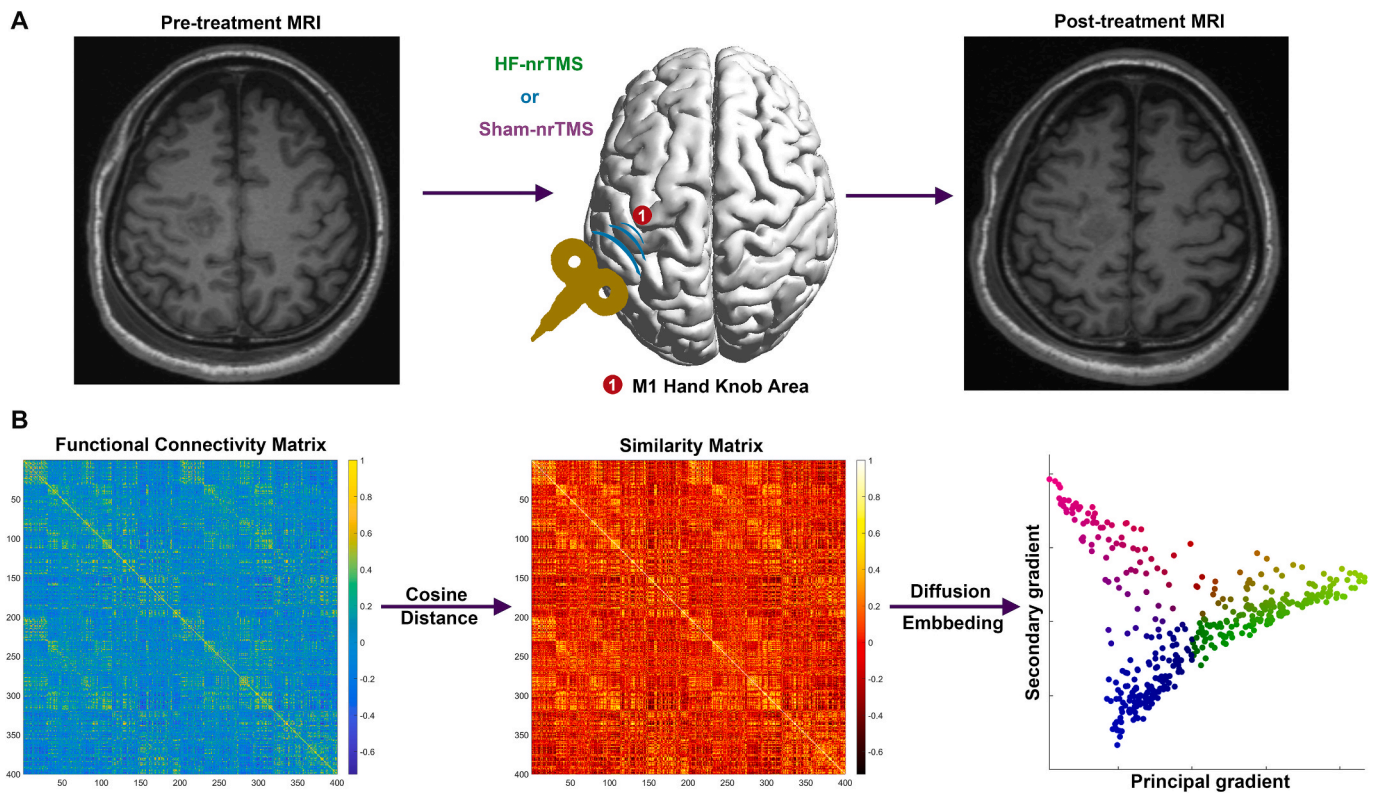 A
Pre-treatment MRI
HF-nrTMS
or
Sham-nrTMS
1
1 M1 Hand Knob Area
Post-treatment MRI
B
Functional Connectivity Matrix
50
100
150
200
250
300
350
400
50 100 150 200 250 300 350 400
1
0.8
0.6
0.4
0.2
0
-0.2
-0.4
-0.6
Cosine
Distance
Similarity Matrix
50
100
150
200
250
300
350
400
50 100 150 200 250 300 350 400
1
0.8
0.6
0.4
0.2
0
-0.2
-0.4
-0.6
Diffusion
Embbeding
Secondary gradient
Principal gradient